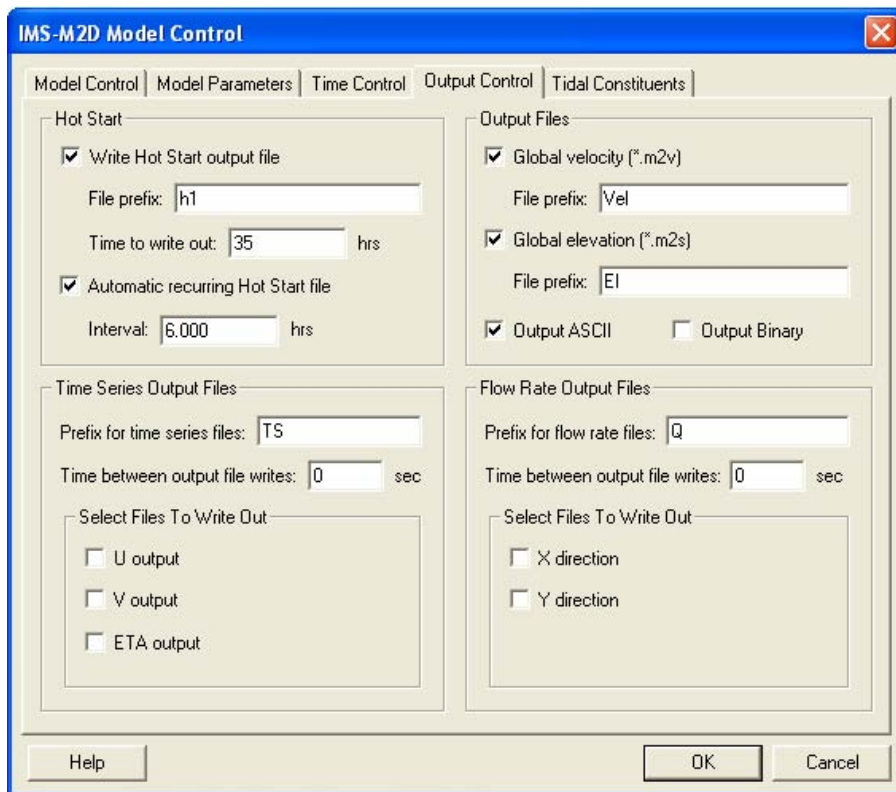 IMS-M2D Model Control
Model Control Model Parameters Time Control Output Control Tidal Constituents
Hot Start
Write Hot Start output file
File prefix: h1
Time to write out: 35 hrs
Automatic recurring Hot Start file
Interval: 6.000 hrs
Output Files
Global velocity (*.m2v)
File prefix: Vel
Global elevation (*.m2s)
File prefix: El
Output ASCII Output Binary
Time Series Output Files
Prefix for time series files: TS
Time between output file writes: 0 sec
Select Files To Write Out
U output
V output
ETA output
Flow Rate Output Files
Prefix for flow rate files: Q
Time between output file writes: 0 sec
Select Files To Write Out
X direction
Y direction
Help OK Cancel